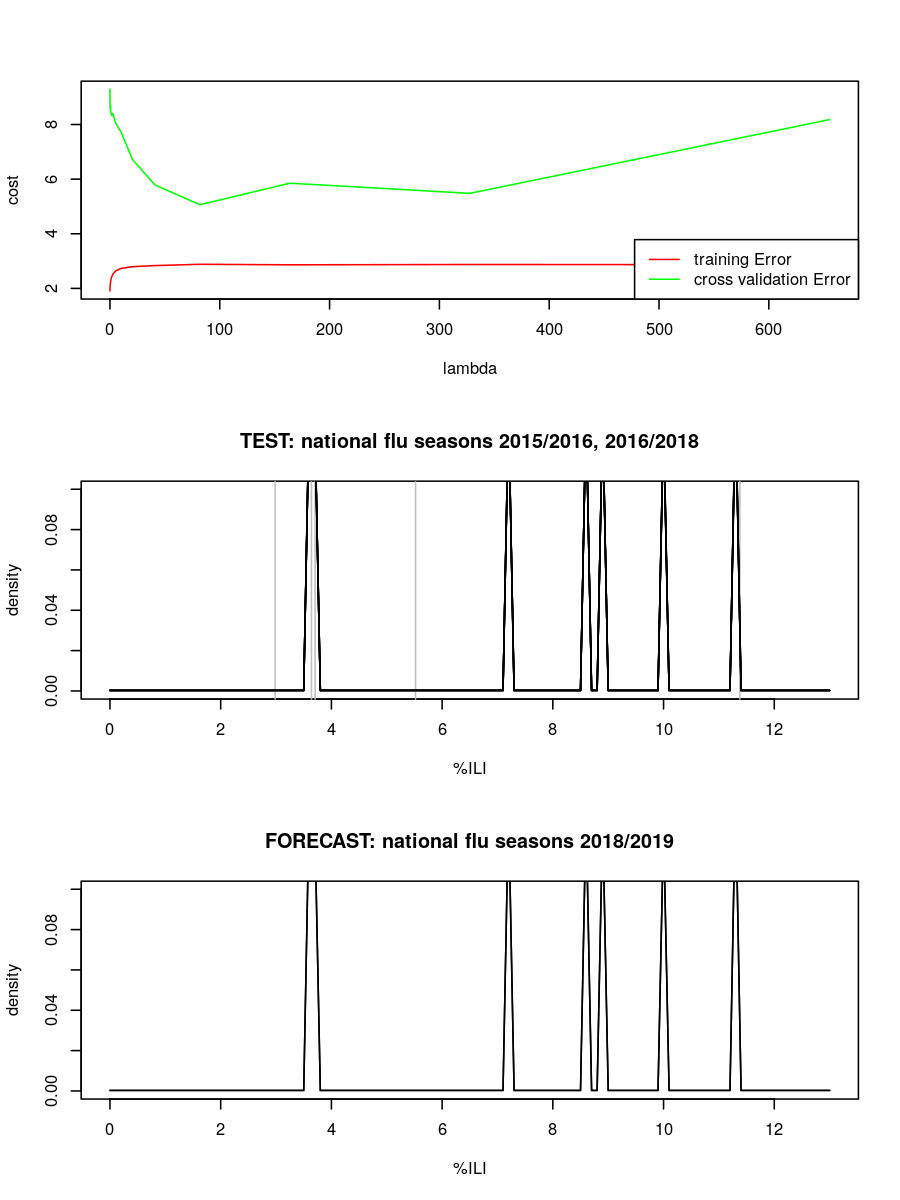 cost
8
6
4
2
training Error
cross validation Error
0 100 200 300 400 500 600
lambda
TEST: national flu seasons 2015/2016, 2016/2018
density
0.08
0.04
0.00
0 2 4 6 8 10 12
%ILI
FORECAST: national flu seasons 2018/2019
density
0.08
0.04
0.00
0 2 4 6 8 10 12
%ILI